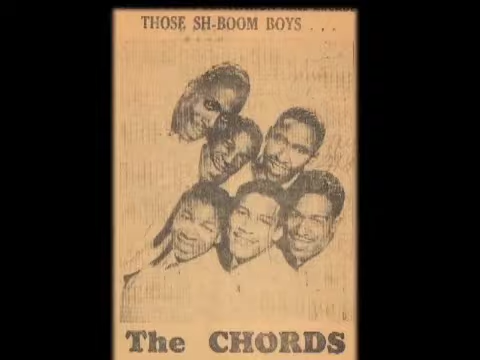 THOSE SH-BOOM BOYS . . .
The CHORDS